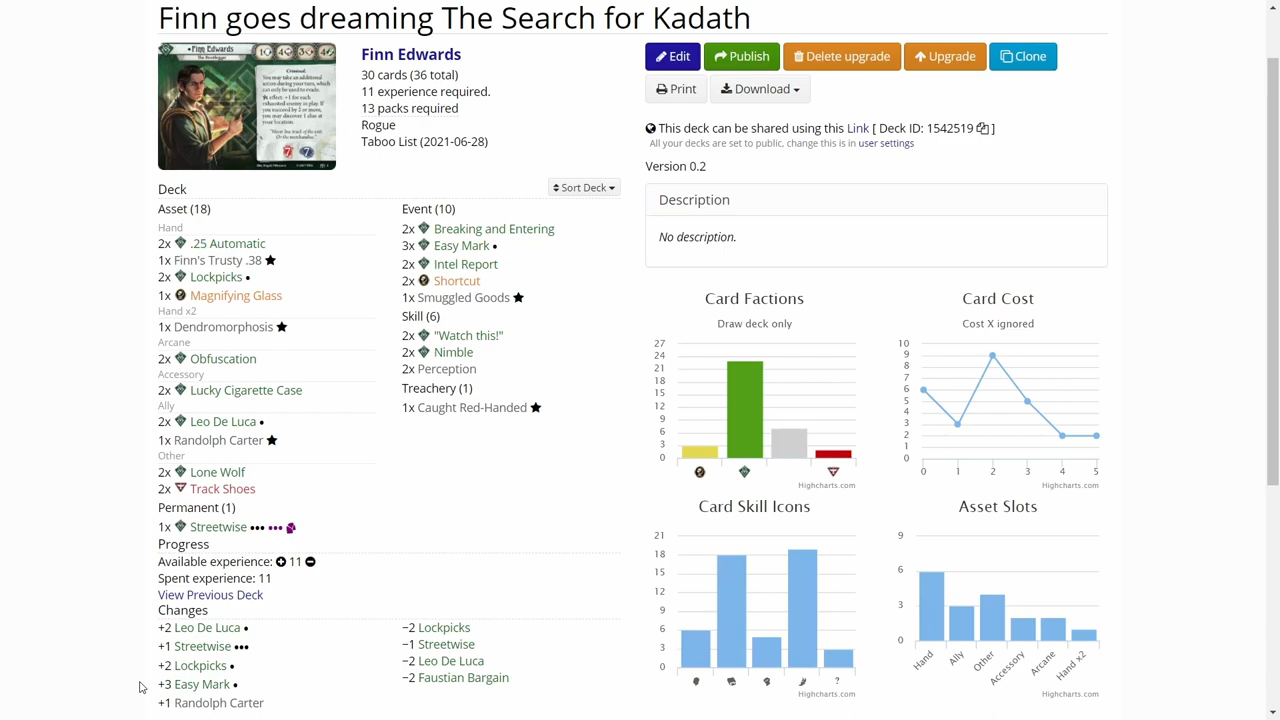 Finn goes dreaming The Search for Kadath
Finn Edwards
The Bootlegger
Criminal.
Finn Edwards
30 cards (36 total)
11 experience required.
13 packs required
Rogue
Taboo List (2021-06-28)
Edit
Publish
Delete upgrade
Upgrade
Clone
Print
Download
This deck can be shared using this Link [ Deck ID: 1542519 ]
All your decks are set to public, change this is in user settings
Version 0.2
Description
No description.
Deck
Sort Deck
Asset (18)
Hand
2x .25 Automatic
1x Finn's Trusty .38 ★
2x Lockpicks •
1x Magnifying Glass
Hand x2
1x Dendromorphosis ★
Arcane
2x Obfuscation
Accessory
2x Lucky Cigarette Case
Ally
2x Leo De Luca •
1x Randolph Carter ★
Other
2x Lone Wolf
2x Track Shoes
Permanent (1)
1x Streetwise ••• •••
Event (10)
2x Breaking and Entering
3x Easy Mark •
2x Intel Report
2x Shortcut
1x Smuggled Goods ★
Skill (6)
2x "Watch this!"
2x Nimble
2x Perception
Treachery (1)
1x Caught Red-Handed ★
Progress
Available experience: 11
Spent experience: 11
View Previous Deck
Changes
+2 Leo De Luca •
+1 Streetwise •••
+2 Lockpicks •
+3 Easy Mark •
+1 Randolph Carter
−2 Lockpicks
−1 Streetwise
−2 Leo De Luca
−2 Faustian Bargain
Card Factions
Draw deck only
27
24
21
18
15
12
9
6
3
0
Highcharts.com
Card Cost
Cost X ignored
10
9
8
7
6
5
4
3
2
1
0
0 1 2 3 4 5
Highcharts.com
Card Skill Icons
21
18
15
12
9
6
3
0
?
Highcharts.com
Asset Slots
9
6
3
0
Hand
Ally
Other
Accessory
Arcane
Hand x2
Highcharts.com